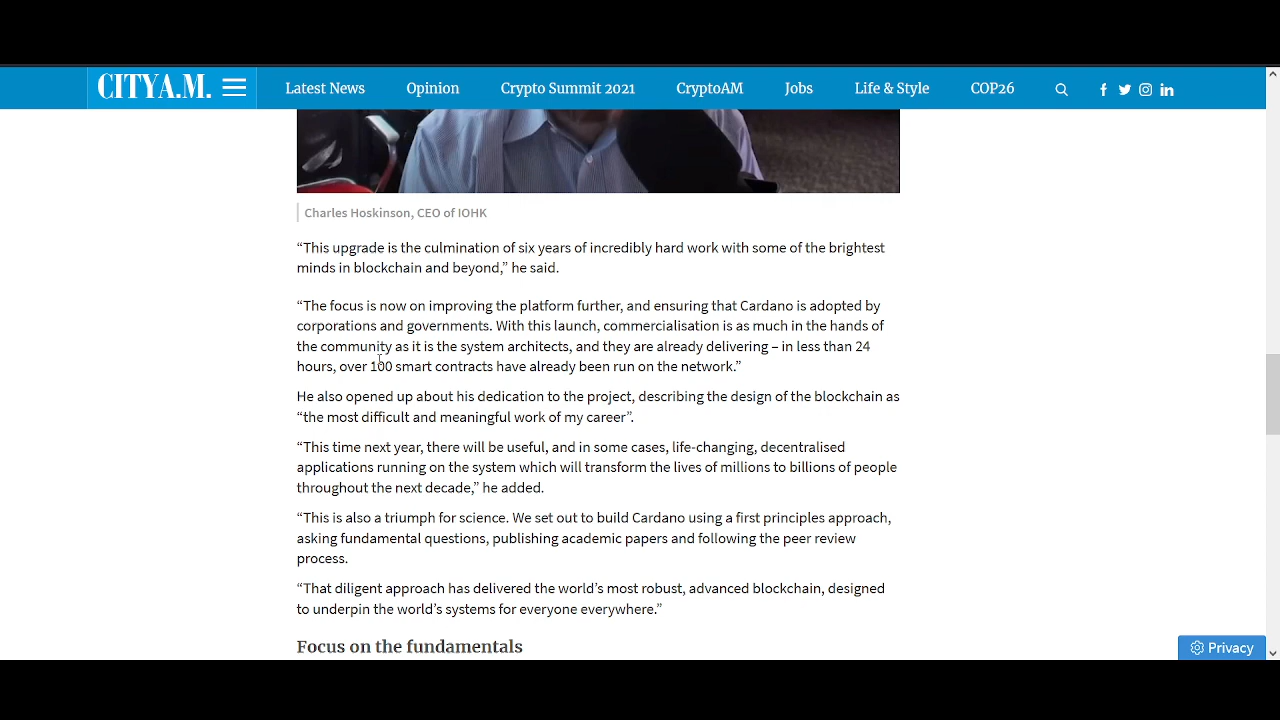 CITYA.M.
Latest News
Opinion
Crypto Summit 2021
CryptoAM
Jobs
Life & Style
COP26
Charles Hoskinson, CEO of IOHK
“This upgrade is the culmination of six years of incredibly hard work with some of the brightest
minds in blockchain and beyond,” he said.
“The focus is now on improving the platform further, and ensuring that Cardano is adopted by
corporations and governments. With this launch, commercialisation is as much in the hands of
the community as it is the system architects, and they are already delivering – in less than 24
hours, over 100 smart contracts have already been run on the network.”
He also opened up about his dedication to the project, describing the design of the blockchain as
“the most difficult and meaningful work of my career”.
“This time next year, there will be useful, and in some cases, life-changing, decentralised
applications running on the system which will transform the lives of millions to billions of people
throughout the next decade,” he added.
“This is also a triumph for science. We set out to build Cardano using a first principles approach,
asking fundamental questions, publishing academic papers and following the peer review
process.
“That diligent approach has delivered the world’s most robust, advanced blockchain, designed
to underpin the world’s systems for everyone everywhere.”
Focus on the fundamentals
Privacy